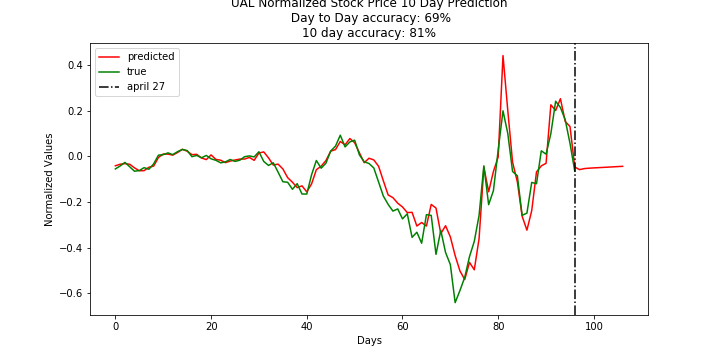 UAL Normalized Stock Price 10 Day Prediction
Day to Day accuracy: 69%
10 day accuracy: 81%
predicted
true
april 27
0.4
0.2
0.0
−0.2
−0.4
−0.6
Normalized Values
0 20 40 60 80 100
Days